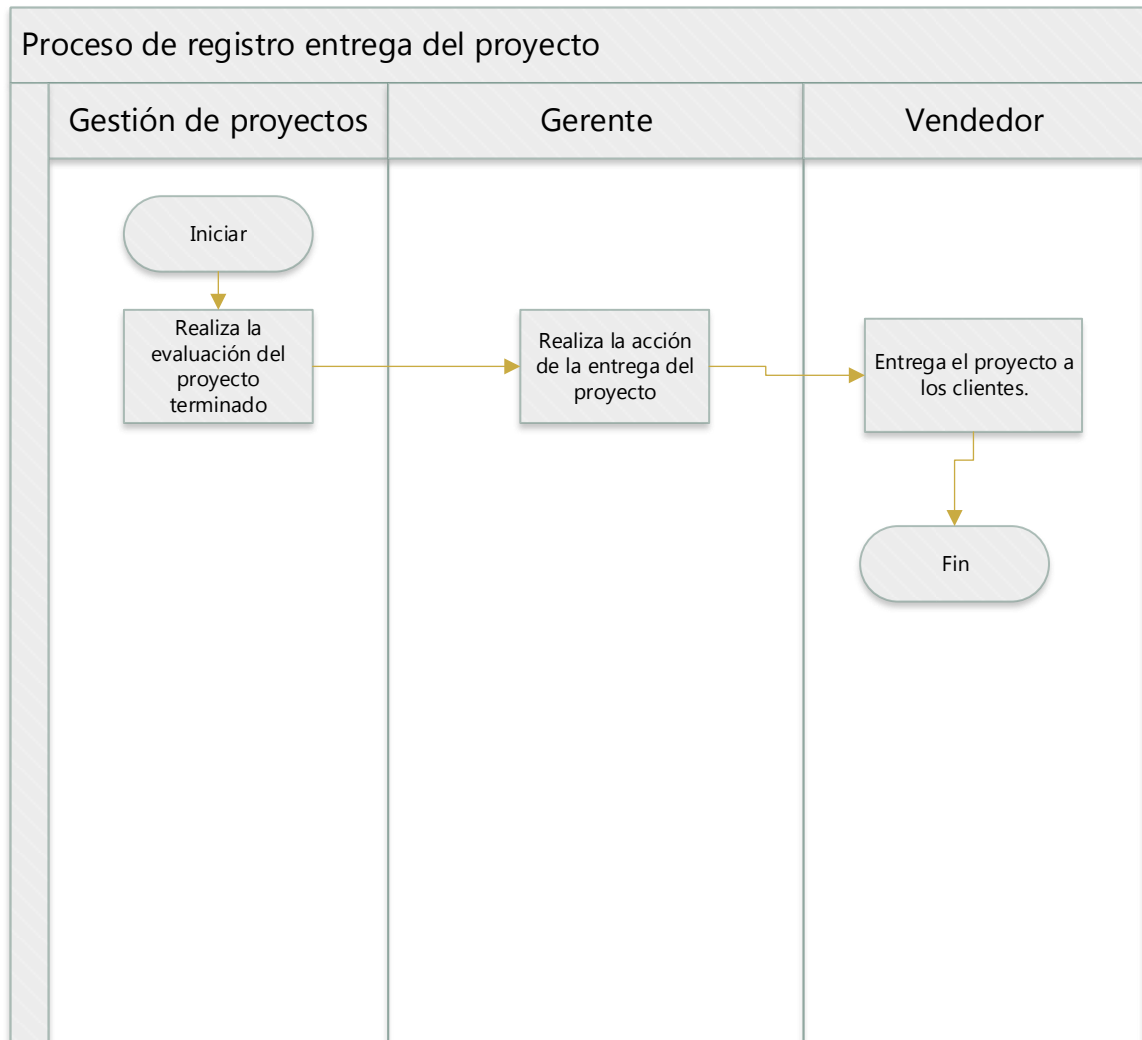 Proceso de registro entrega del proyecto
Gestión de proyectos
Gerente
Vendedor
Iniciar
Realiza la
evaluación del
proyecto
terminado
Realiza la acción
de la entrega del
proyecto
Entrega el proyecto a
los clientes.
Fin